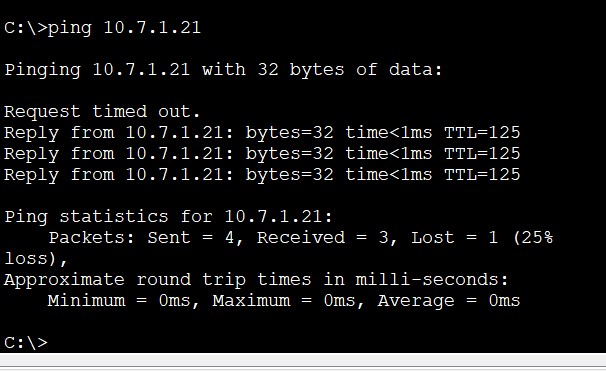 C:\>ping 10.7.1.21
Pinging 10.7.1.21 with 32 bytes of data:
Request timed out.
Reply from 10.7.1.21: bytes=32 time<1ms TTL=125
Reply from 10.7.1.21: bytes=32 time<1ms TTL=125
Reply from 10.7.1.21: bytes=32 time<1ms TTL=125
Ping statistics for 10.7.1.21:
    Packets: Sent = 4, Received = 3, Lost = 1 (25%
loss),
Approximate round trip times in milli-seconds:
    Minimum = 0ms, Maximum = 0ms, Average = 0ms
C:\>